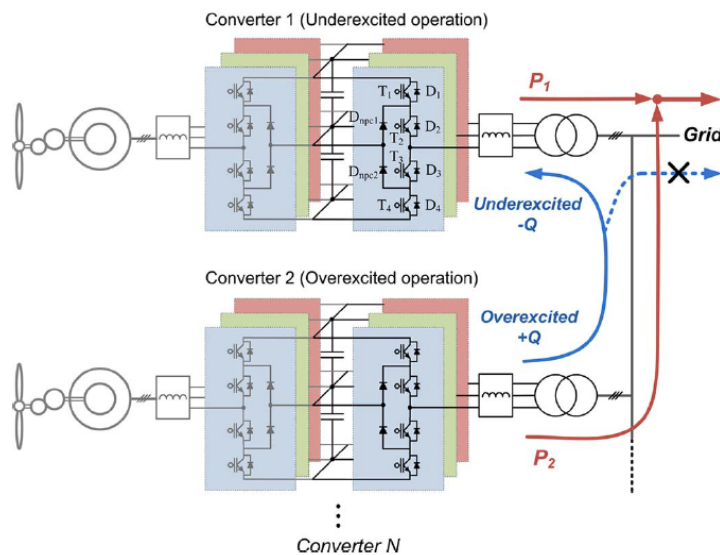 Converter 1 (Underexcited operation)
P1
T1 D1
Dnpc1 D2
T2
Grid
T3
Dnpc2 D3
T4 D4
Underexcited
-Q
Converter 2 (Overexcited operation)
Overexcited
+Q
P2
Converter N